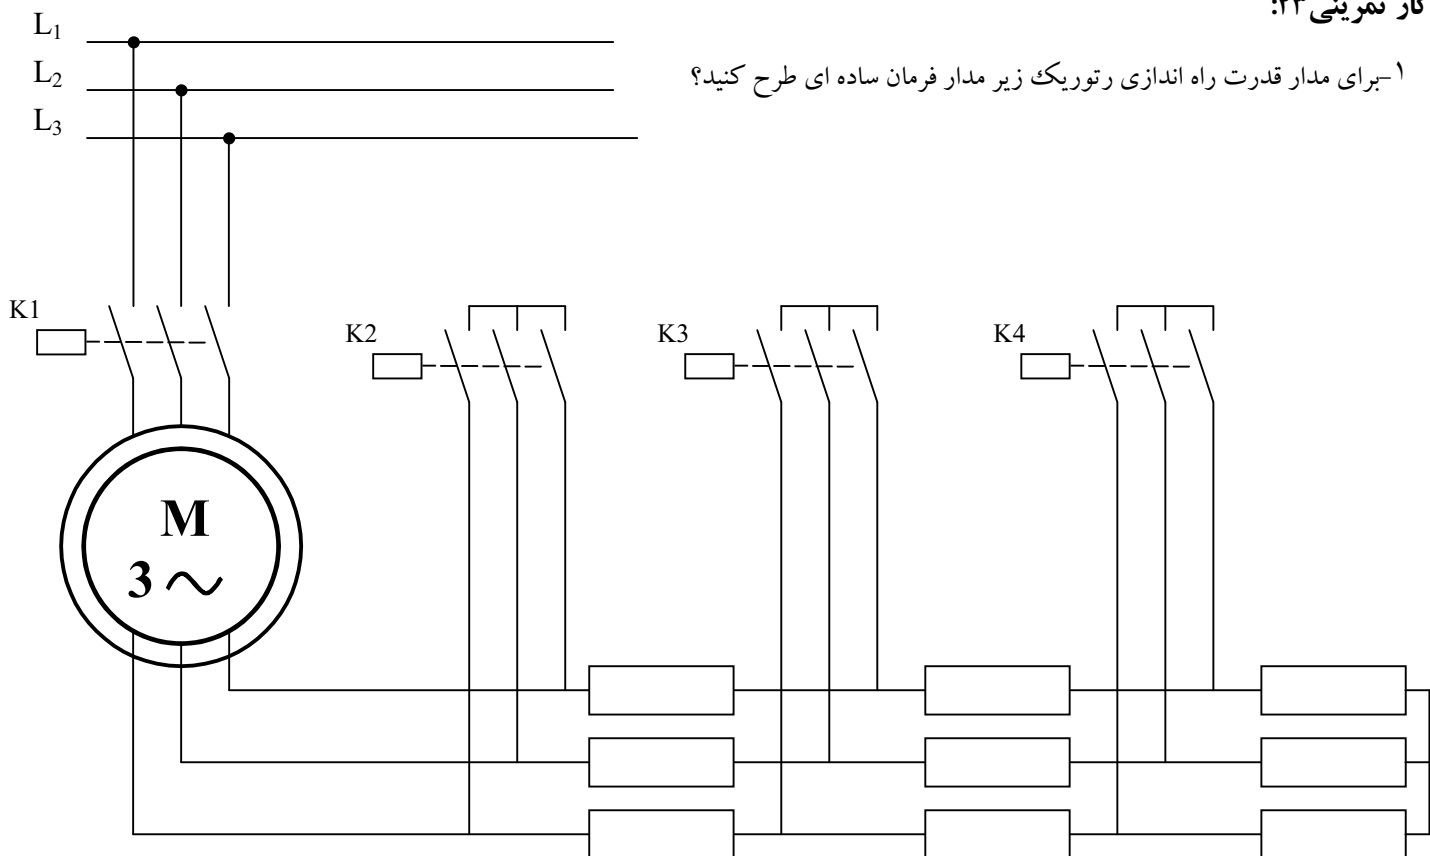 کار تمرینی۲۳:
۱-برای مدار قدرت راه اندازی رتوریک زیر مدار فرمان ساده ای طرح کنید؟
L1
L2
L3
K1
K2
K3
K4
M
3 ~